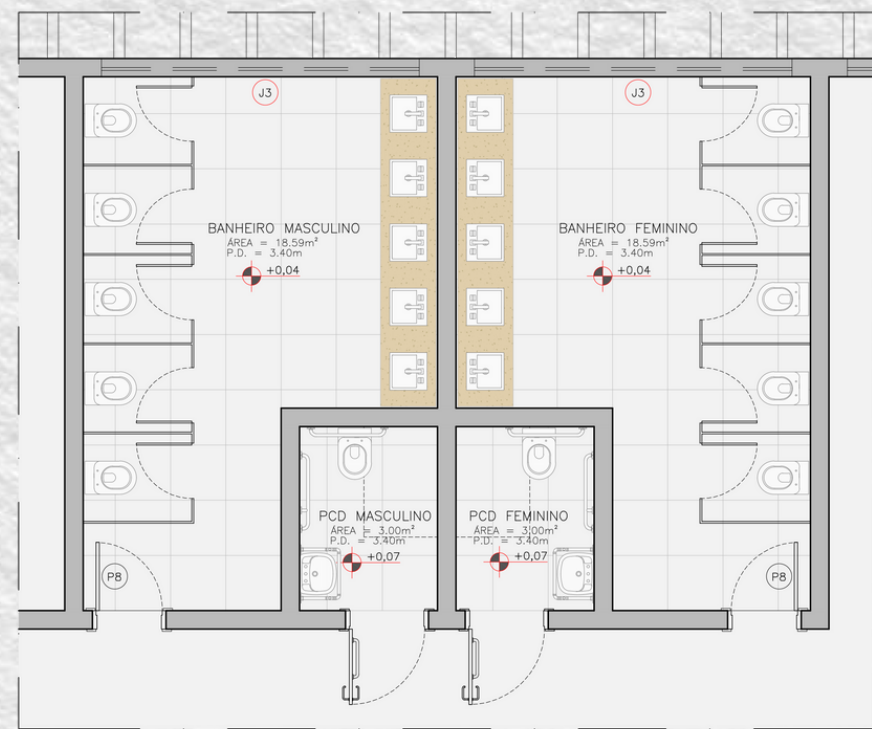 J3
J3
BANHEIRO MASCULINO
ÁREA = 18.59m²
P.D. = 3.40m
+0,04
BANHEIRO FEMININO
ÁREA = 18.59m²
P.D. = 3.40m
+0,04
PCD MASCULINO
ÁREA = 3.00m²
P.D. = 3.40m
+0,07
PCD FEMININO
ÁREA = 3.00m²
P.D. = 3.40m
+0,07
P8
P8